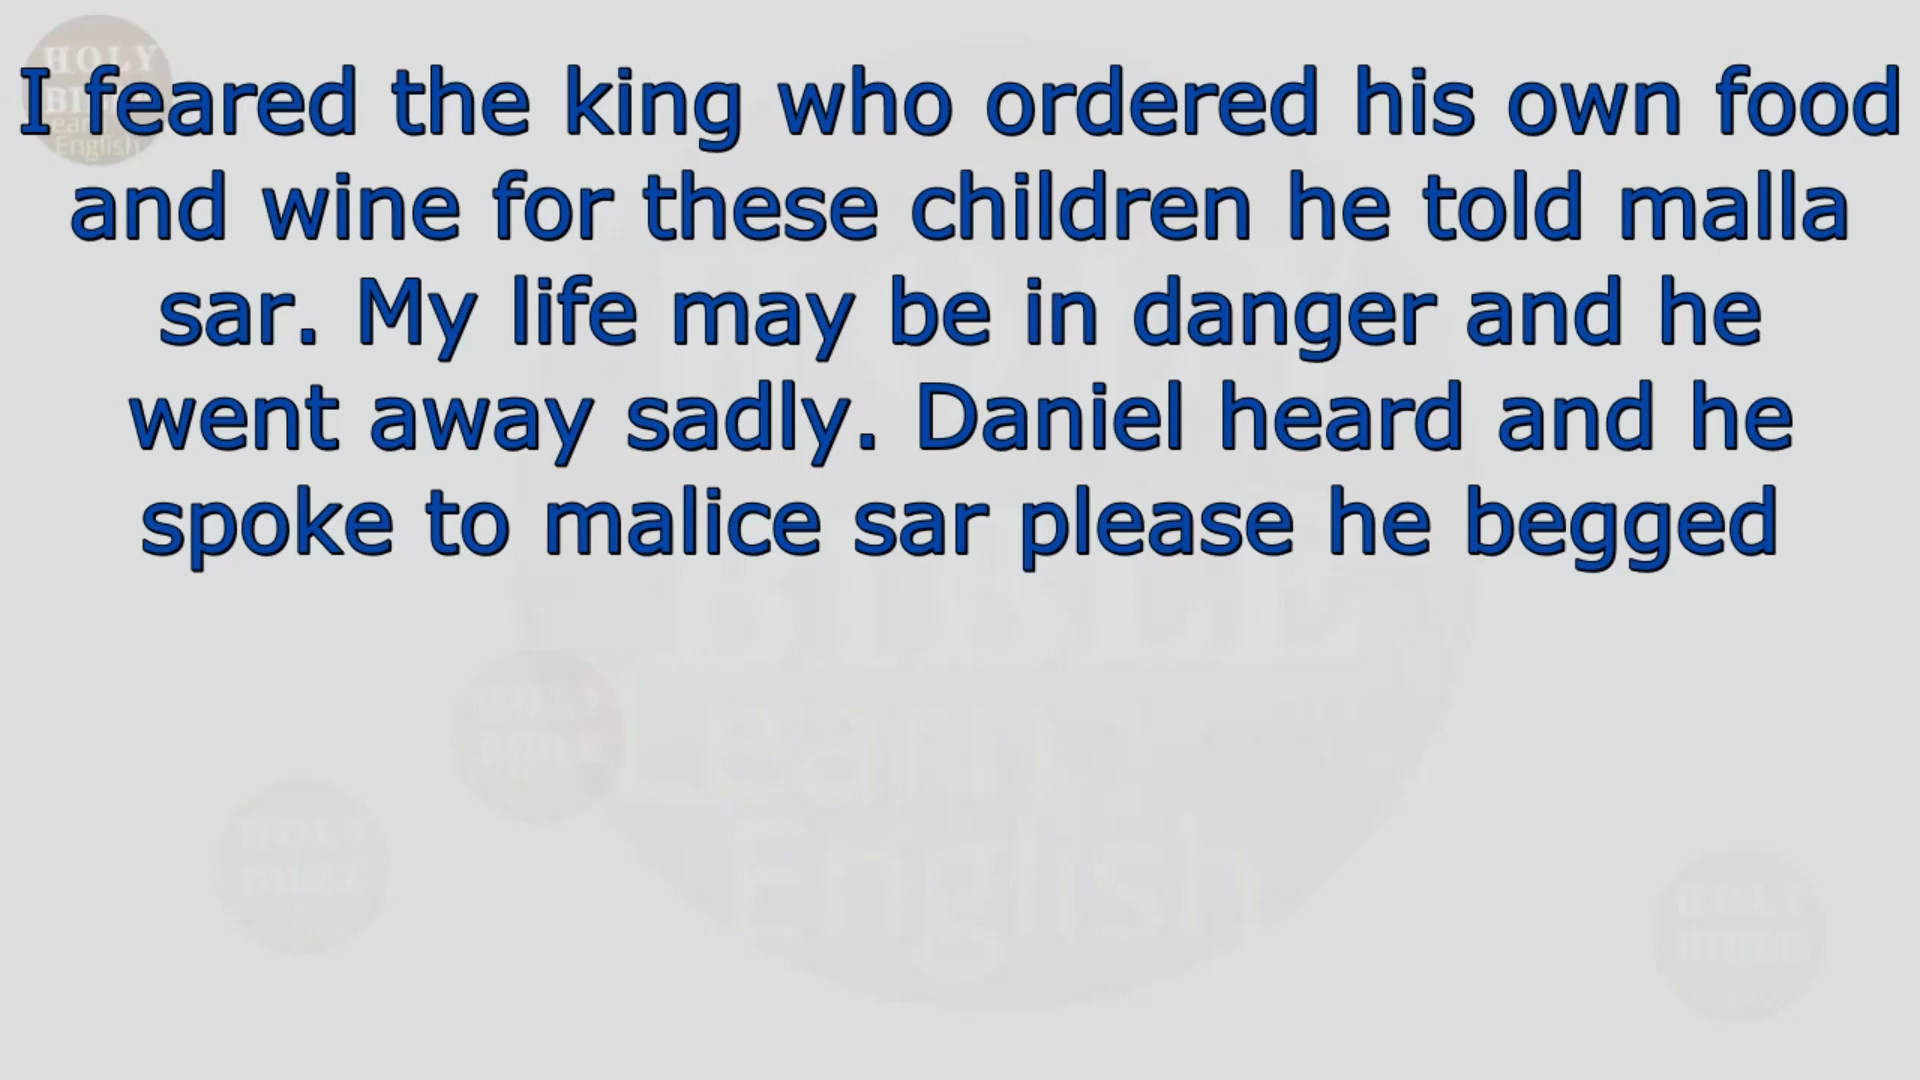 HOLY
I feared the king who ordered his own food
English
and wine for these children he told malla
sar. My life may be in danger and he
went away sadly. Daniel heard and he
spoke to malice sar please he begged
BIBLE
Learn
English